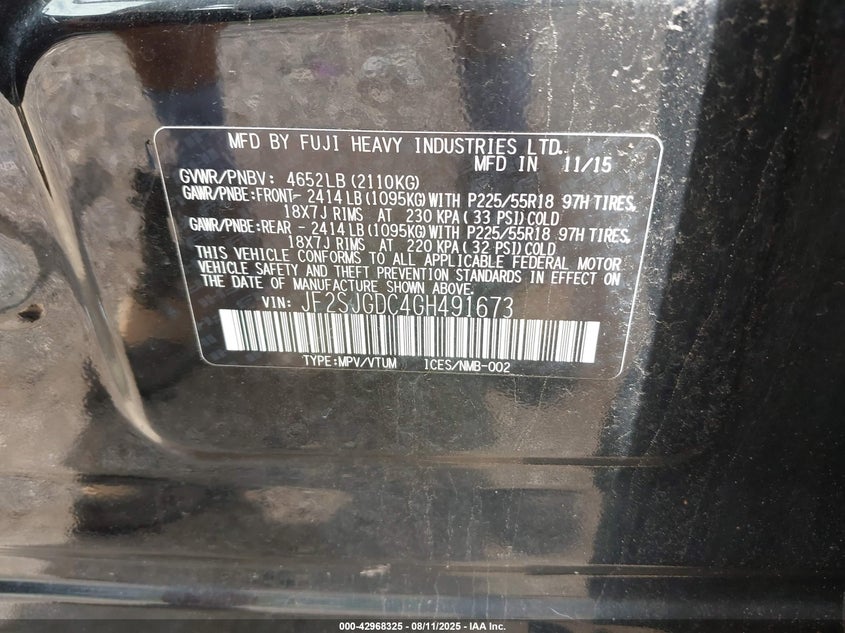 MFD BY FUJI HEAVY INDUSTRIES LTD.
MFD IN 11/15
GVWR/PNBV: 4652LB (2110KG)
GAWR/PNBE: FRONT- 2414 LB (1095KG) WITH P225/55R18 97H TIRES,
18X7J RIMS AT 230 KPA ( 33 PSI) COLD
GAWR/PNBE: REAR - 2414 LB (1095KG) WITH P225/55R18 97H TIRES,
18X7J RIMS AT 220 KPA ( 32 PSI) COLD
THIS VEHICLE CONFORMS TO ALL APPLICABLE FEDERAL MOTOR
VEHICLE SAFETY AND THEFT PREVENTION STANDARDS IN EFFECT ON
THE DATE OF MANUFACTURE SHOWN ABOVE.
VIN: JF2SJGDC4GH491673
TYPE: MPV/VTUM ICES/NMB-002
000-42968325 - 08/11/2025 - IAA Inc.